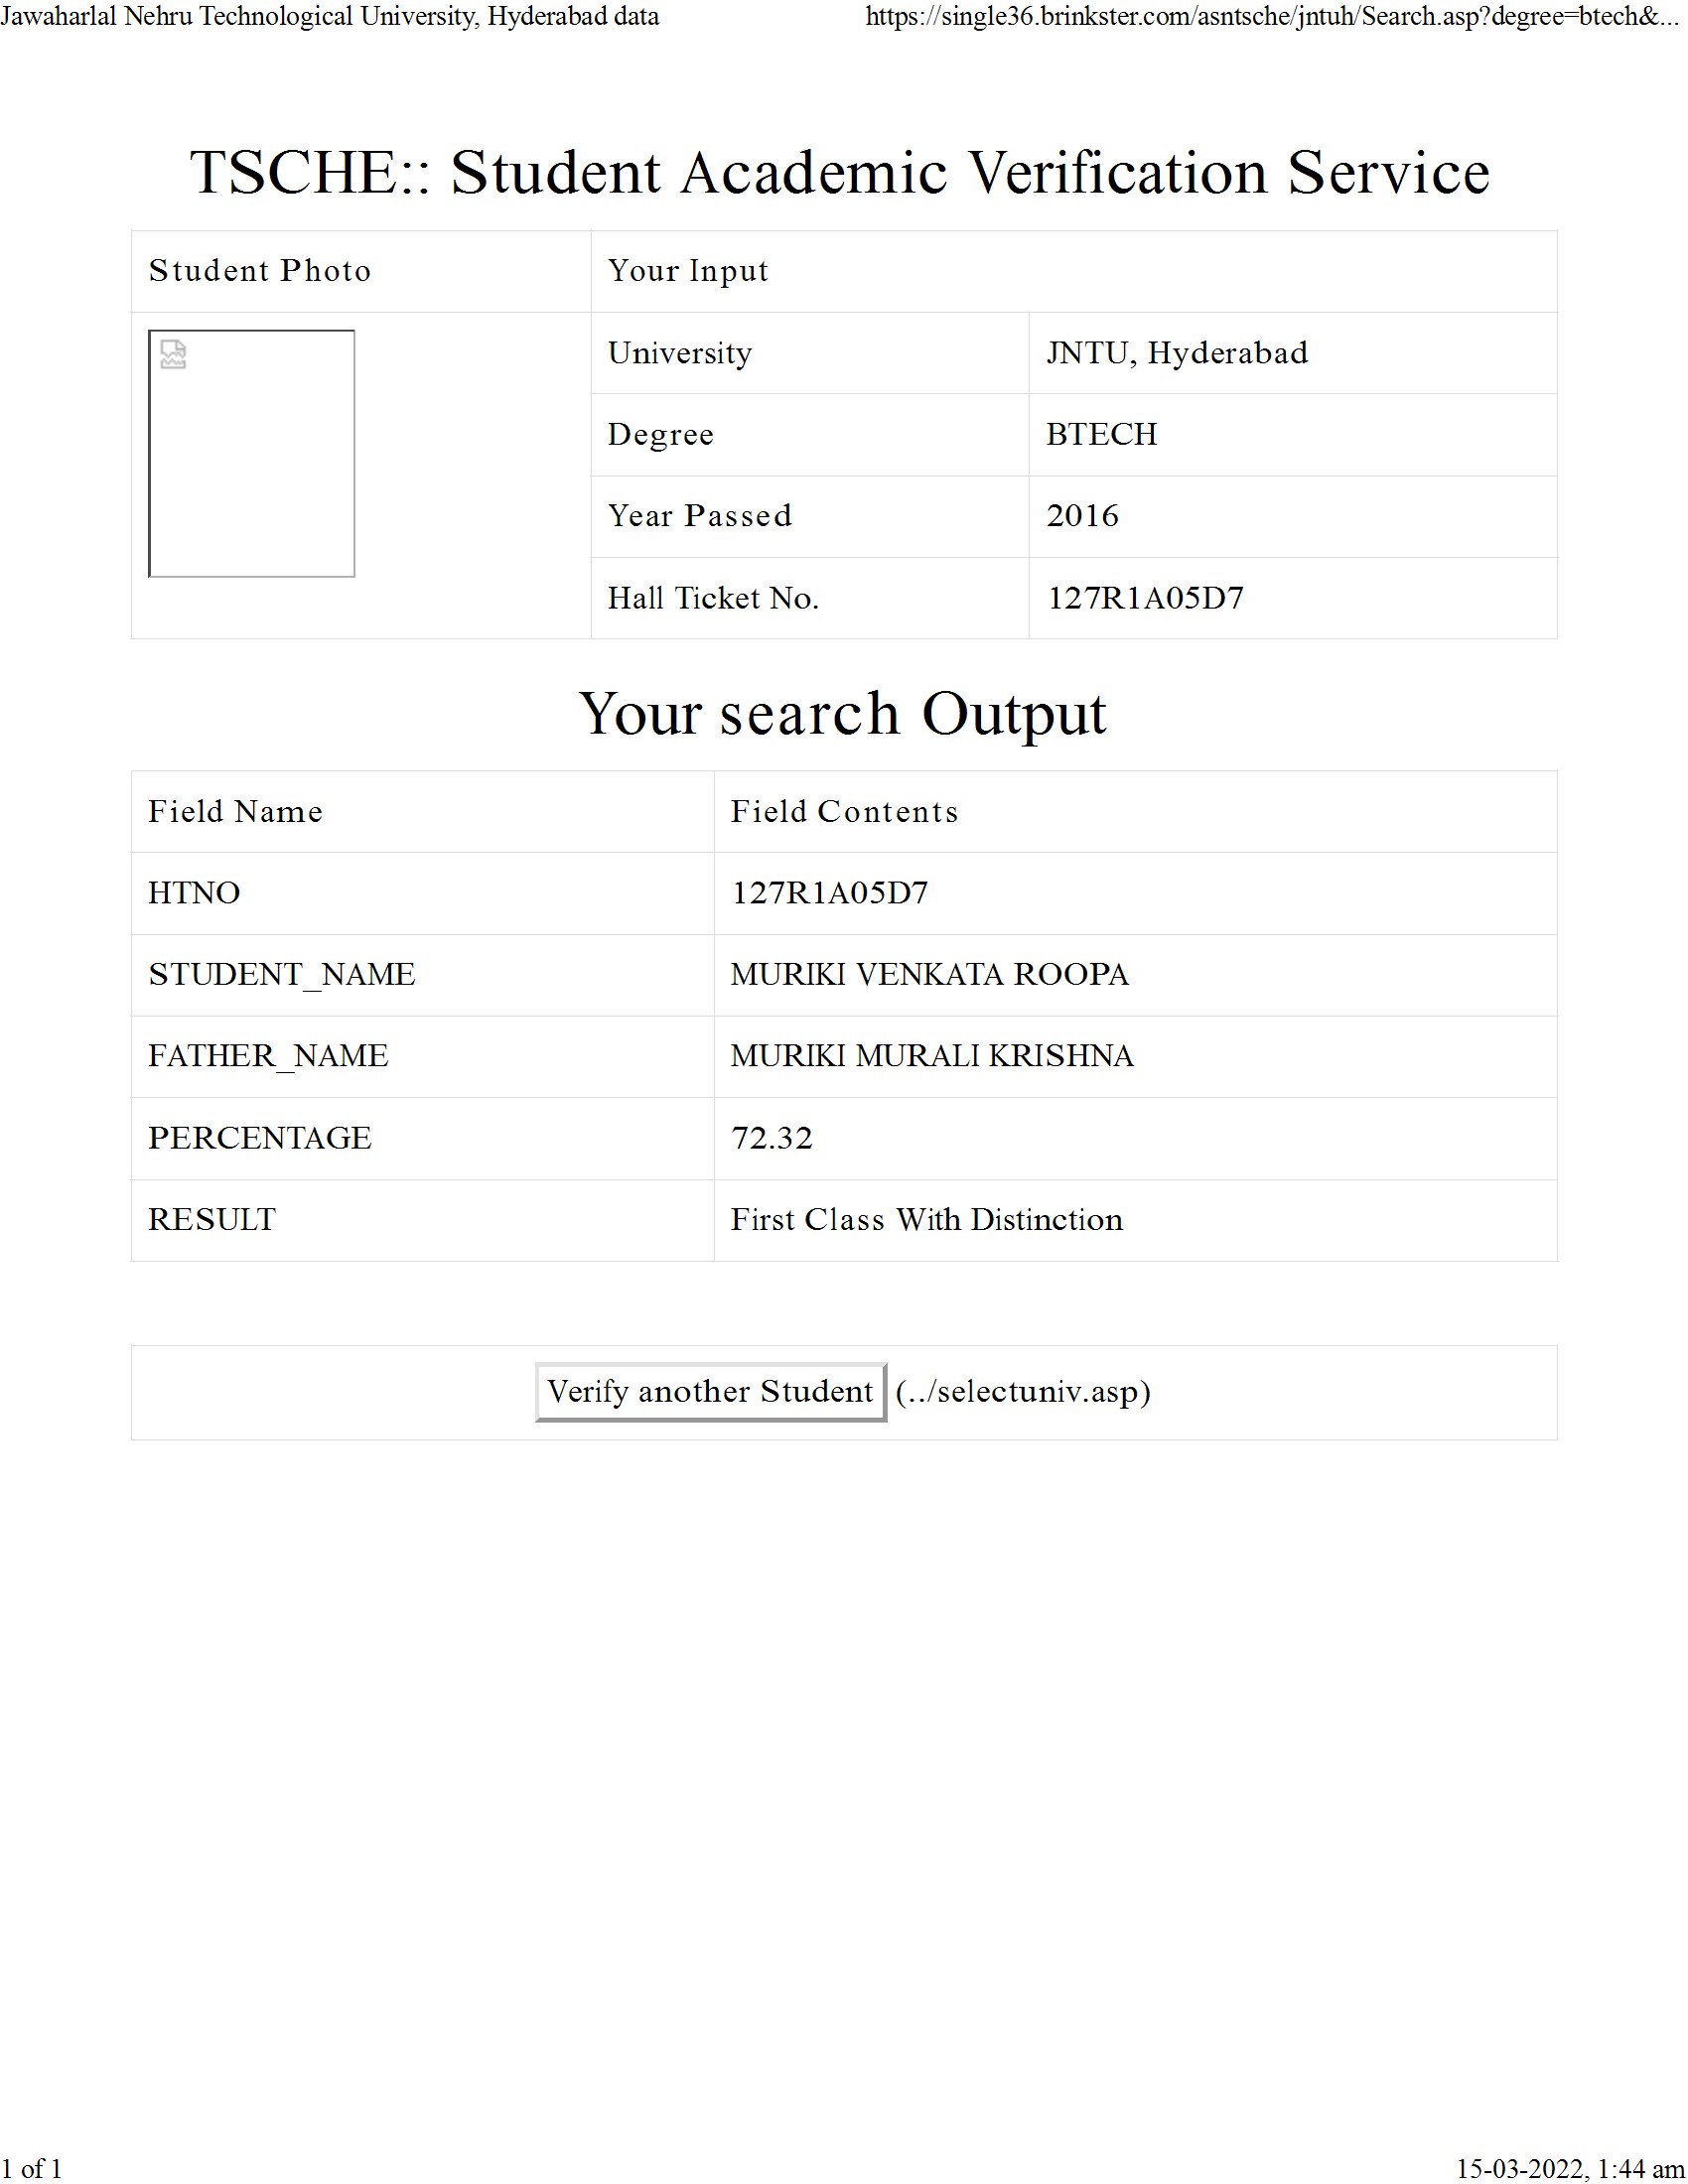 Jawaharlal Nehru Technological University, Hyderabad data https://single36.brinkster.com/asntsche/jntuh/Search.asp?degree=btech&...
TSCHE:: Student Academic Verification Service
Student Photo Your Input
University JNTU, Hyderabad
Degree BTECH
Year Passed 2016
Hall Ticket No. 127R1A05D7
Your search Output
Field Name Field Contents
HTNO 127R1A05D7
STUDENT_NAME MURIKI VENKATA ROOPA
FATHER_NAME MURIKI MURALI KRISHNA
PERCENTAGE 72.32
RESULT First Class With Distinction
Verify another Student (../selectuniv.asp)
1 of 1 15-03-2022, 1:44 am